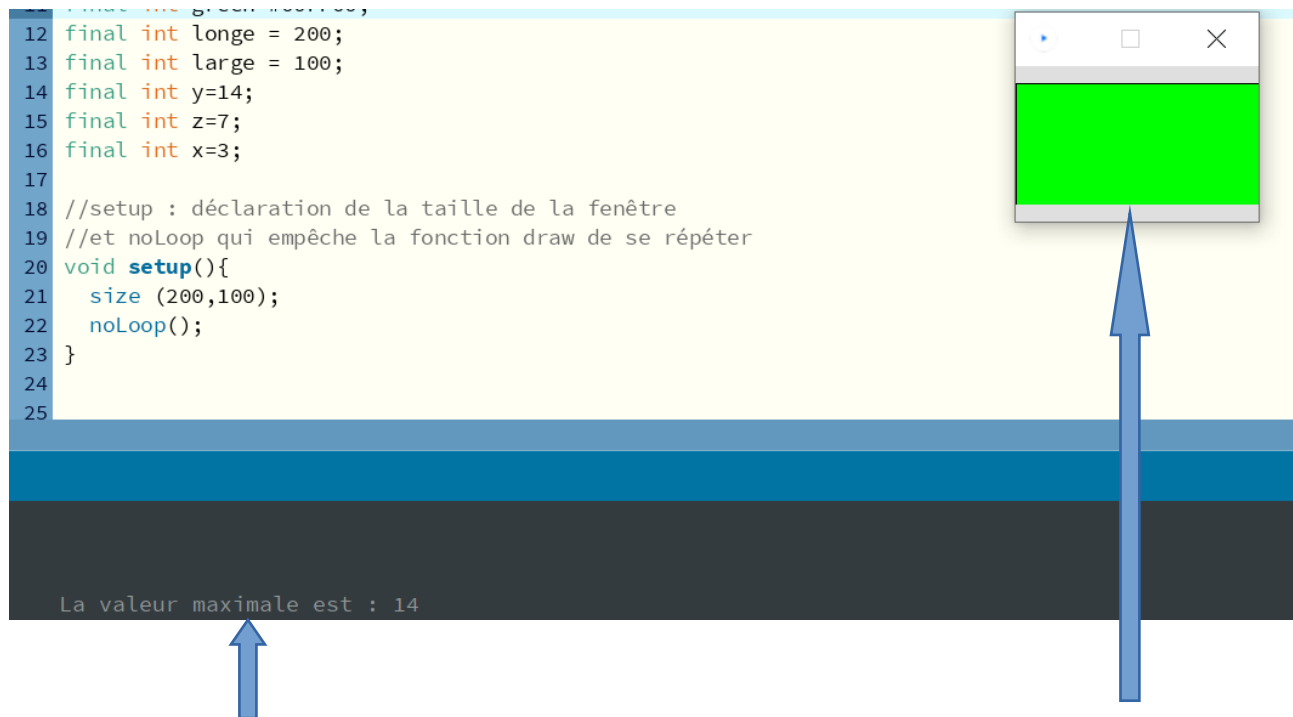 12 final int longe = 200;
13 final int large = 100;
14 final int y=14;
15 final int z=7;
16 final int x=3;
17
18 //setup : déclaration de la taille de la fenêtre
19 //et noLoop qui empêche la fonction draw de se répéter
20 void setup(){
21 size (200,100);
22 noLoop();
23 }
24
25
La valeur maximale est : 14